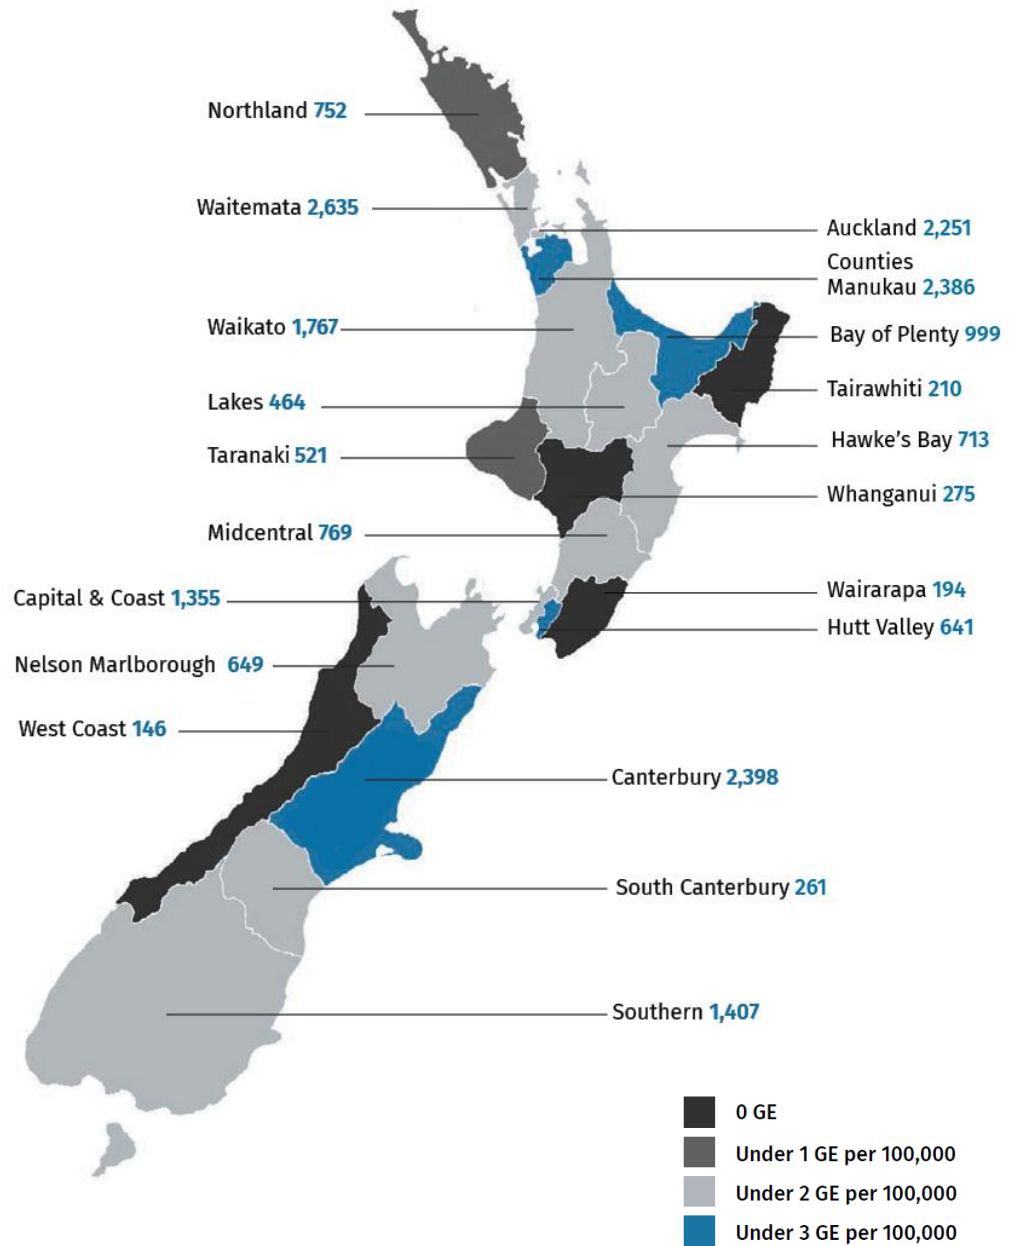 Northland 752
Waitemata 2,635
Auckland 2,251
Counties
Manukau 2,386
Waikato 1,767
Bay of Plenty 999
Tairawhiti 210
Lakes 464
Hawke’s Bay 713
Taranaki 521
Whanganui 275
Midcentral 769
Wairarapa 194
Capital & Coast 1,355
Hutt Valley 641
Nelson Marlborough 649
West Coast 146
Canterbury 2,398
South Canterbury 261
Southern 1,407
0 GE
Under 1 GE per 100,000
Under 2 GE per 100,000
Under 3 GE per 100,000